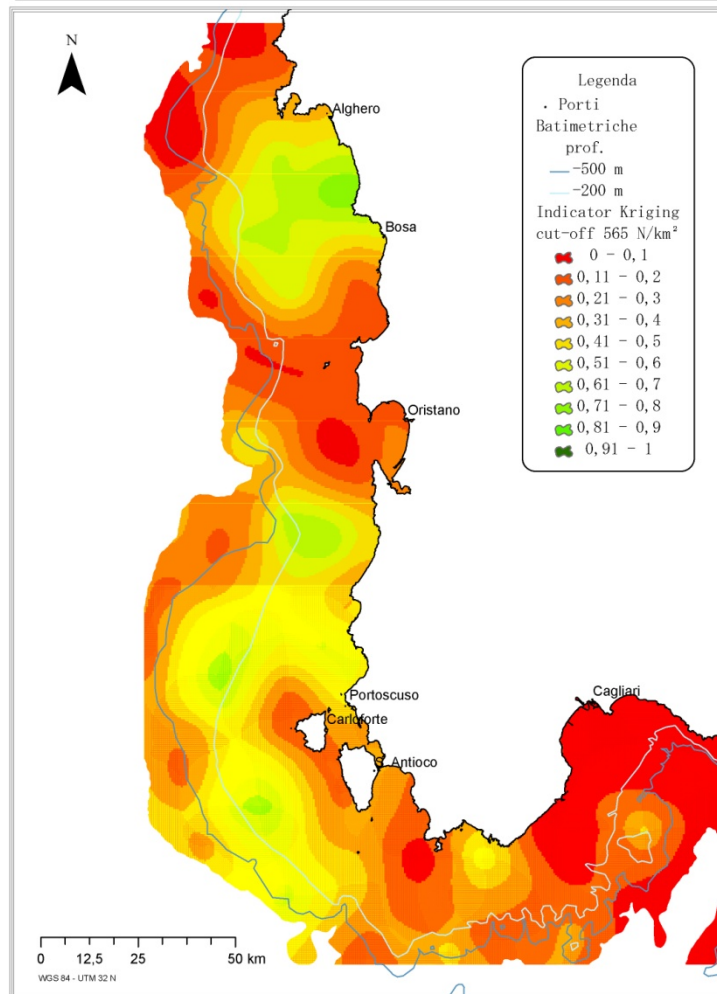 N
Alghero
Bosa
Oristano
Portoscuso
Carloforte
S. Antioco
Cagliari
Legenda
Porti
Batimetriche
prof.
-500 m
-200 m
Indicator Kriging
cut-off 565 N/km²
0 - 0,1
0,11 - 0,2
0,21 - 0,3
0,31 - 0,4
0,41 - 0,5
0,51 - 0,6
0,61 - 0,7
0,71 - 0,8
0,81 - 0,9
0,91 - 1
0 12,5 25 50 km
WGS 84 - UTM 32 N